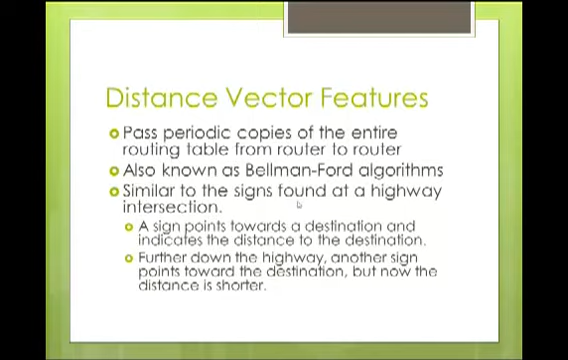 Distance Vector Features
Pass periodic copies of the entire
routing table from router to router
Also known as Bellman-Ford algorithms
Similar to the signs found at a highway
intersection.
A sign points towards a destination and
indicates the distance to the destination.
Further down the highway, another sign
points toward the destination, but now the
distance is shorter.